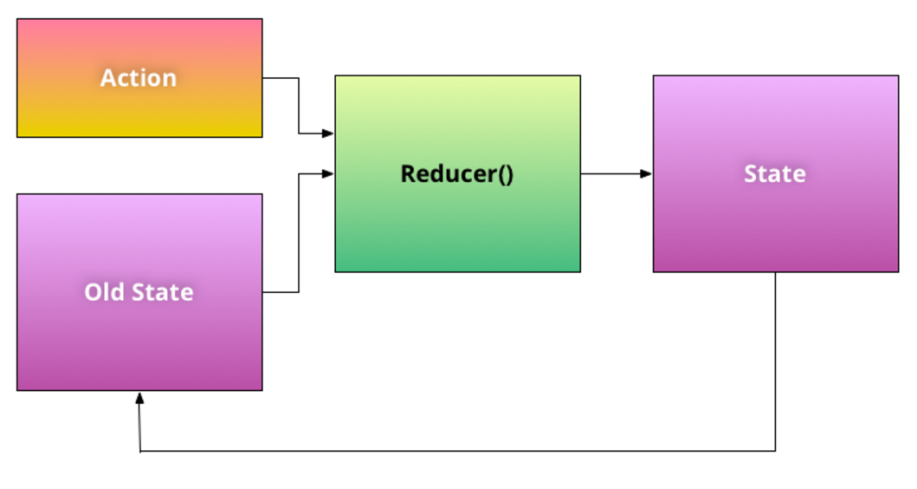 Action
Reducer()
State
Old State